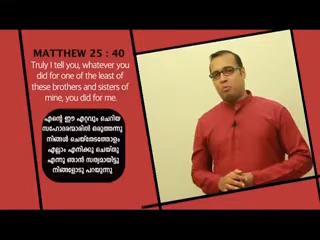 MATTHEW 25 : 40
Truly I tell you, whatever you
did for one of the least of
these brothers and sisters of
mine, you did for me.
എന്റെ ഈ ഏറ്റവും ചെറിയ
സഹോദരന്മാരിൽ ഒരുത്തന്നു
നിങ്ങൾ ചെയ്തേടത്തോളം
എല്ലാം എനിക്കു ചെയ്തു
എന്നു ഞാൻ സത്യമായിട്ടു
നിങ്ങളോടു പറയുന്നു